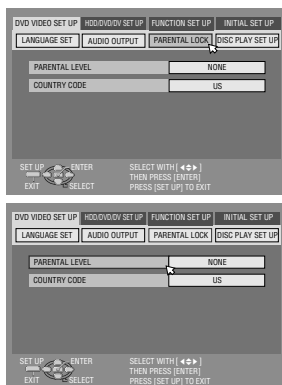 DVD VIDEO SET UP HDD/DVD/DV SET UP FUNCTION SET UP INITIAL SET UP
LANGUAGE SET AUDIO OUTPUT PARENTAL LOCK DISC PLAY SET UP
PARENTAL LEVEL NONE
COUNTRY CODE US
SET UP ENTER SELECT WITH [ ]
THEN PRESS [ENTER]
EXIT SELECT PRESS [SET UP] TO EXIT
DVD VIDEO SET UP HDD/DVD/DV SET UP FUNCTION SET UP INITIAL SET UP
LANGUAGE SET AUDIO OUTPUT PARENTAL LOCK DISC PLAY SET UP
PARENTAL LEVEL NONE
COUNTRY CODE US
SET UP ENTER SELECT WITH [ ]
THEN PRESS [ENTER]
EXIT SELECT PRESS [SET UP] TO EXIT